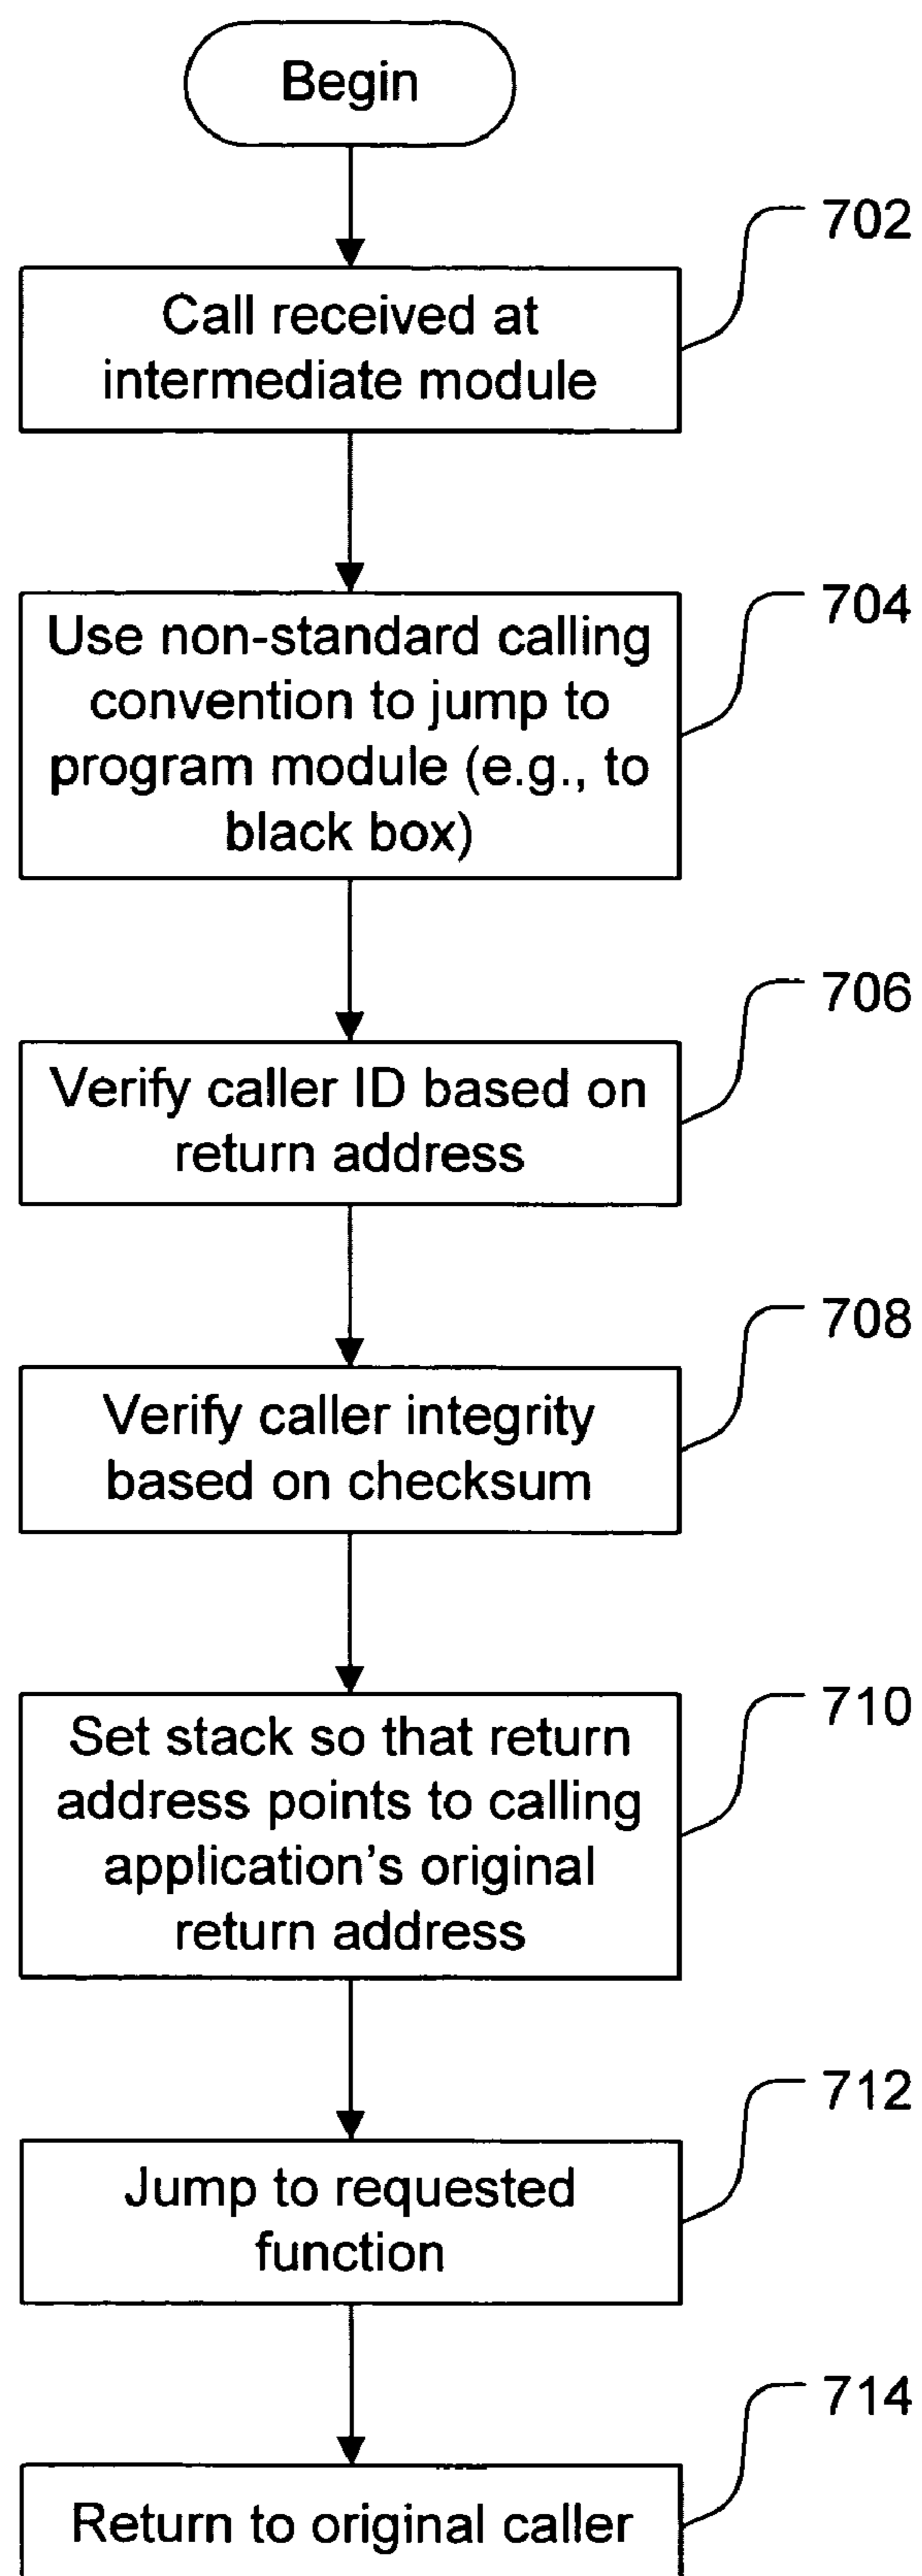 Begin
702
Call received at
intermediate module
704
Use non-standard calling
convention to jump to
program module (e.g., to
black box)
706
Verify caller ID based on
return address
708
Verify caller integrity
based on checksum
710
Set stack so that return
address points to calling
application's original
return address
712
Jump to requested
function
714
Return to original caller